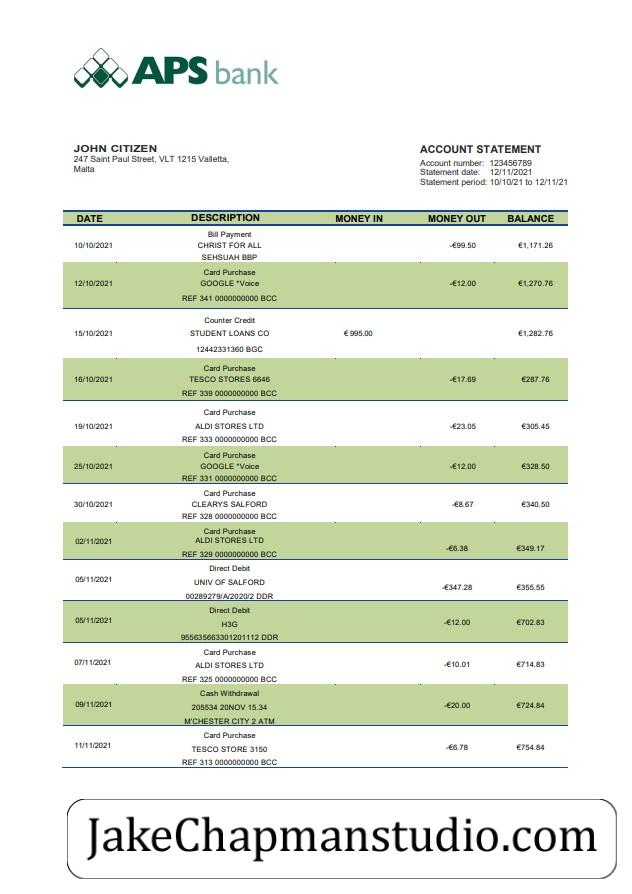 APS bank
JOHN CITIZEN
247 Saint Paul Street, VLT 1215 Valletta,
Malta
ACCOUNT STATEMENT
Account number: 123456789
Statement date: 12/11/2021
Statement period: 10/10/21 to 12/11/21
DATE DESCRIPTION MONEY IN MONEY OUT BALANCE
Bill Payment
10/10/2021 CHRIST FOR ALL -€99.50 €1,171.26
SEHSUAH BBP
Card Purchase
12/10/2021 GOOGLE *Voice -€12.00 €1,270.76
REF 341 0000000000 BCC
Counter Credit
15/10/2021 STUDENT LOANS CO € 995.00 €1,282.76
12442331360 BGC
Card Purchase
16/10/2021 TESCO STORES 6646 -€17.69 €287.76
REF 339 0000000000 BCC
Card Purchase
19/10/2021 ALDI STORES LTD -€23.05 €305.45
REF 333 0000000000 BCC
Card Purchase
25/10/2021 GOOGLE *Voice -€12.00 €328.50
REF 331 0000000000 BCC
Card Purchase
30/10/2021 CLEARYS SALFORD -€8.67 €340.50
REF 328 0000000000 BCC
Card Purchase
02/11/2021 ALDI STORES LTD -€6.38 €349.17
REF 329 0000000000 BCC
Direct Debit
05/11/2021 UNIV OF SALFORD -€347.28 €355.55
00289279/A/2020/2 DDR
Direct Debit
05/11/2021 H3G -€12.00 €702.83
955635663301201112 DDR
Card Purchase
07/11/2021 ALDI STORES LTD -€10.01 €714.83
REF 325 0000000000 BCC
Cash Withdrawal
09/11/2021 205534 20NOV 15.34 -€20.00 €724.84
M'CHESTER CITY 2 ATM
Card Purchase
11/11/2021 TESCO STORE 3150 -€6.78 €754.84
REF 313 0000000000 BCC
JakeChapmanstudio.com